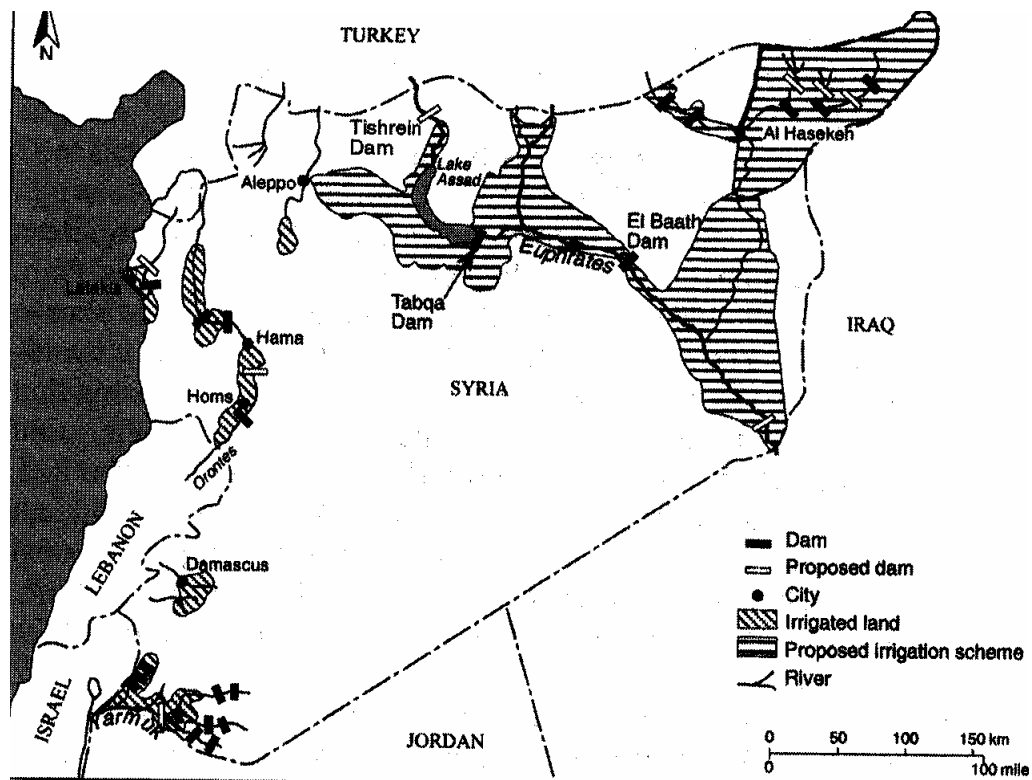 N
TURKEY
Tishrein
Dam
Lake
Assad
Al Hasekeh
Aleppo
El Baath
Dam
Euphrates
Latakia
Tabqa
Dam
Hama
IRAQ
SYRIA
Homs
Orontes
LEBANON
Damascus
ISRAEL
Yarmuk
JORDAN
Dam
Proposed dam
City
Irrigated land
Proposed irrigation scheme
River
0 50 100 150 km
0 100 mile